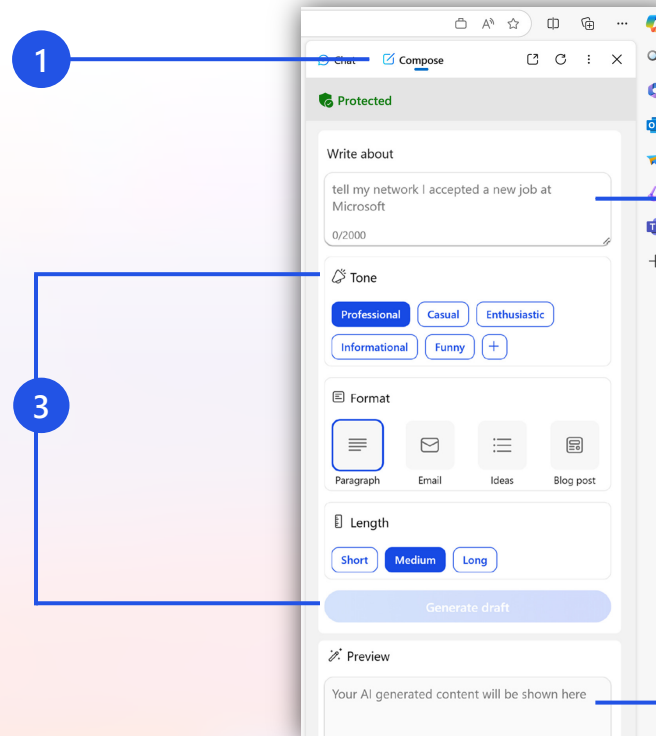 1
Chat
Compose
Protected
Write about
tell my network I accepted a new job at
Microsoft
0/2000
Tone
Professional
Casual
Enthusiastic
Informational
Funny
3
Format
Paragraph
Email
Ideas
Blog post
Length
Short
Medium
Long
Generate draft
Preview
Your AI generated content will be shown here